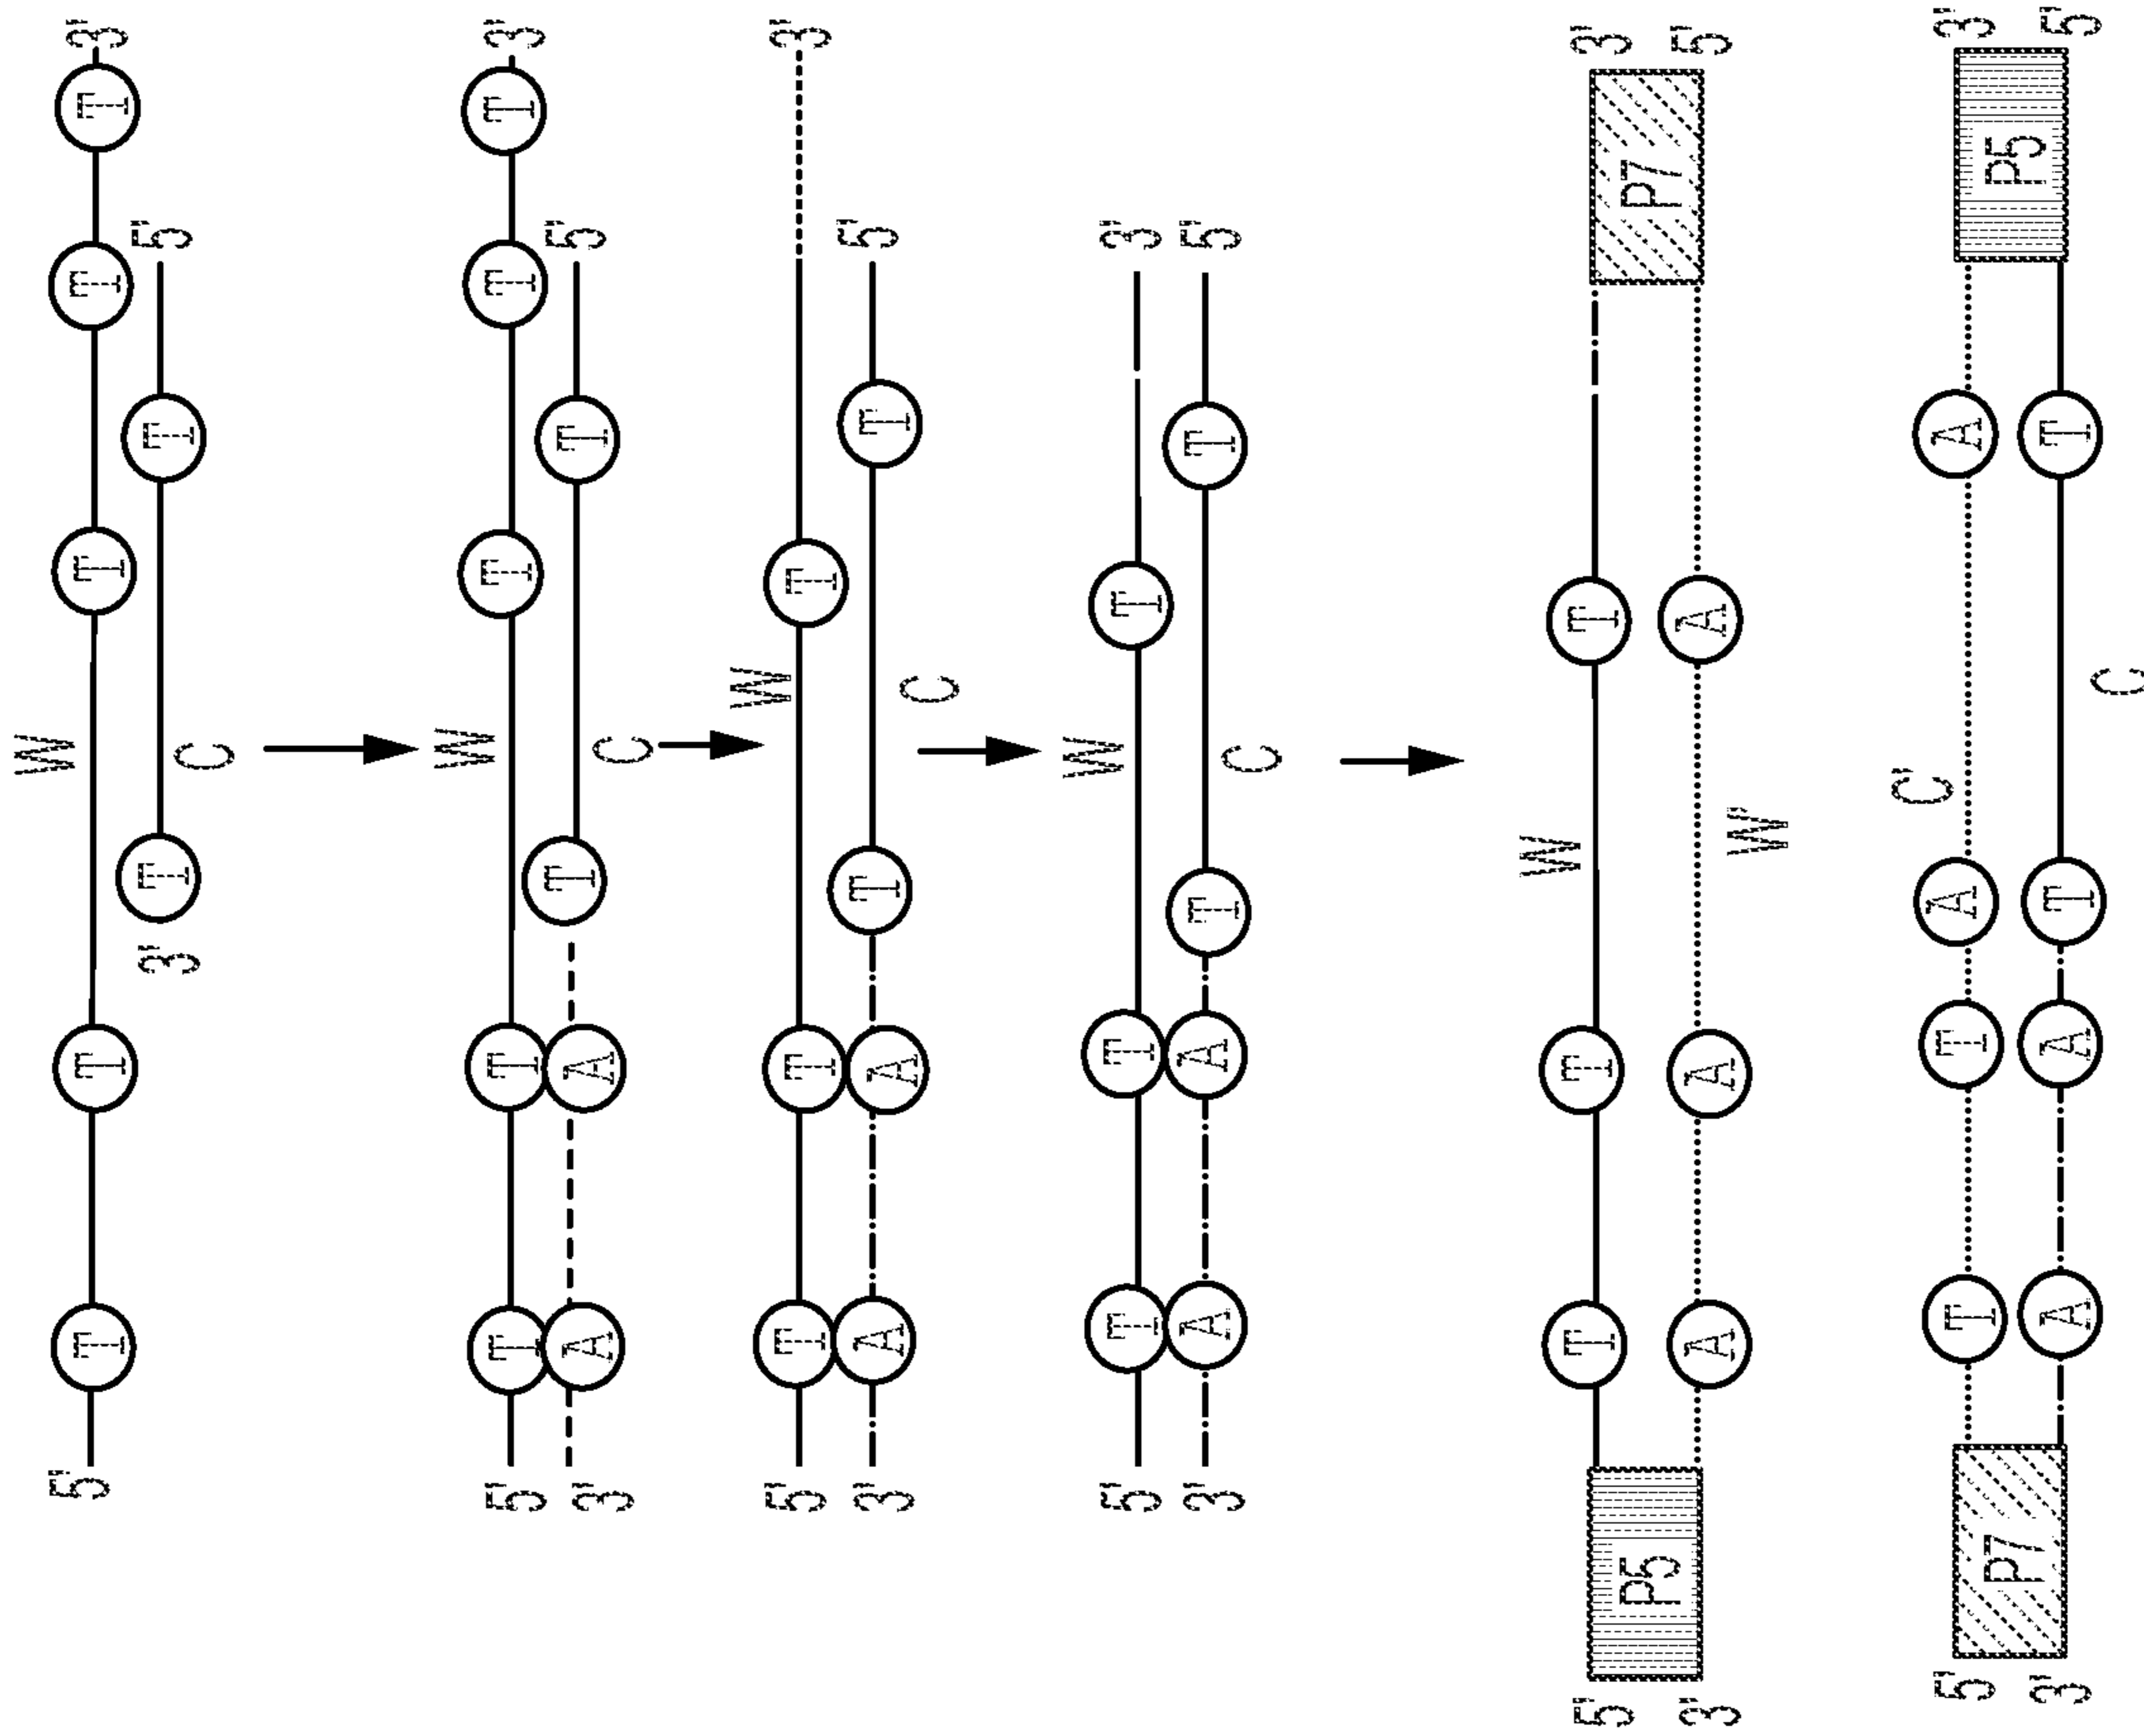 W
5' T T T T T 3'
3' T T 5'
C
W
5' T T T T T 3'
3' A A T T 5'
C
W
5' T T T 3'
3' A A T T 5'
C
W
5' T T T 3'
3' A A T T 5'
C
W
5' T T T 3'
P5 P7
3' A A A 5'
W'
C'
5' T T A A 3'
P7 P5
3' A A T T 5'
C